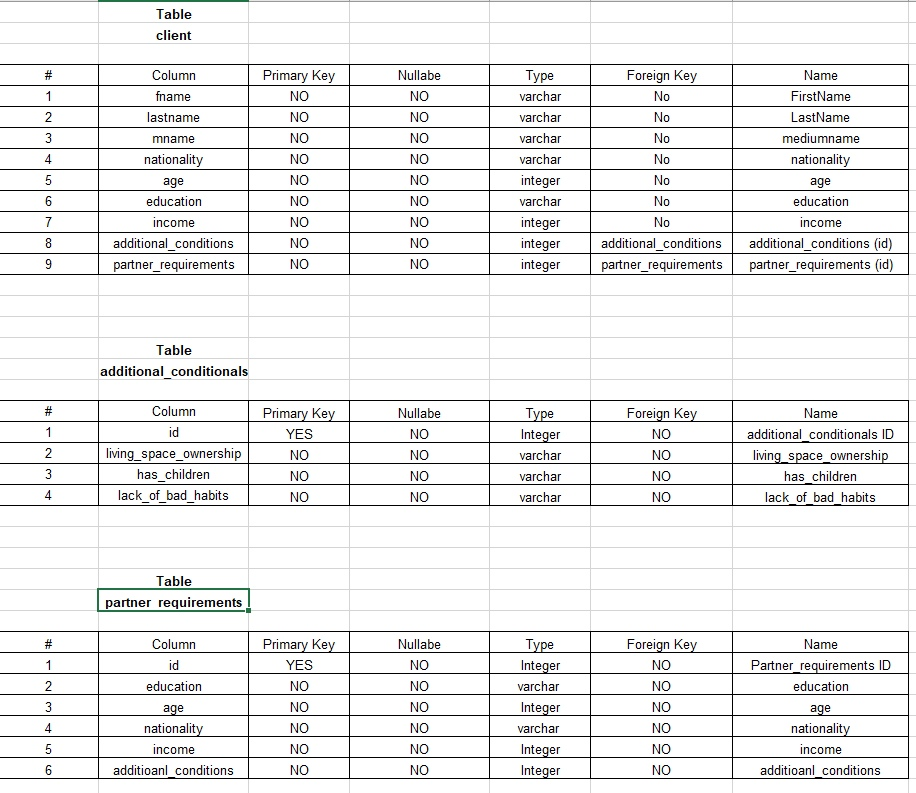 Table
client
# Column Primary Key Nullabe Type Foreign Key Name
1 fname NO NO varchar No FirstName
2 lastname NO NO varchar No LastName
3 mname NO NO varchar No mediumname
4 nationality NO NO varchar No nationality
5 age NO NO integer No age
6 education NO NO varchar No education
7 income NO NO integer No income
8 additional_conditions NO NO integer additional_conditions additional_conditions (id)
9 partner_requirements NO NO integer partner_requirements partner_requirements (id)
Table
additional_conditionals
# Column Primary Key Nullabe Type Foreign Key Name
1 id YES NO Integer NO additional_conditionals ID
2 living_space_ownership NO NO varchar NO living_space_ownership
3 has_children NO NO varchar NO has_children
4 lack_of_bad_habits NO NO varchar NO lack_of_bad_habits
Table
partner_requirements
# Column Primary Key Nullabe Type Foreign Key Name
1 id YES NO Integer NO Partner_requirements ID
2 education NO NO varchar NO education
3 age NO NO Integer NO age
4 nationality NO NO varchar NO nationality
5 income NO NO Integer NO income
6 additioanl_conditions NO NO Integer NO additioanl_conditions